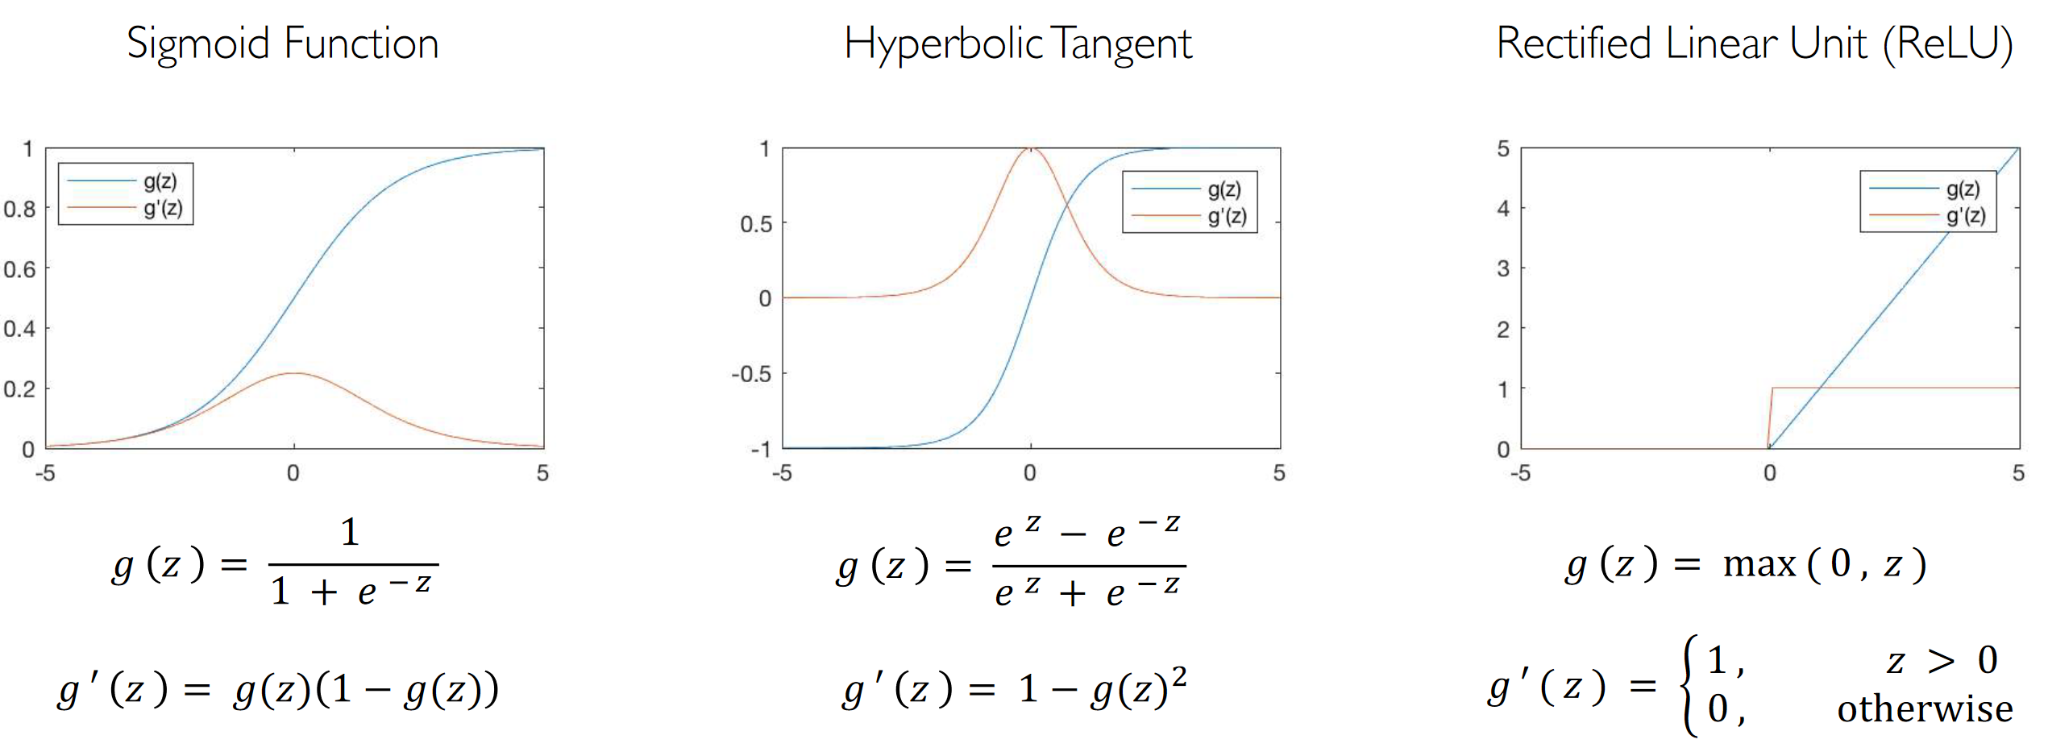 Sigmoid Function
1
0.8
0.6
0.4
0.2
0
-5 0 5
g(z)
g'(z)
g(z) = 1 / (1 + e^{-z})
g'(z) = g(z)(1 − g(z))
Hyperbolic Tangent
1
0.5
0
-0.5
-1
-5 0 5
g(z)
g'(z)
g(z) = (e^z − e^{-z}) / (e^z + e^{-z})
g'(z) = 1 − g(z)²
Rectified Linear Unit (ReLU)
5
4
3
2
1
0
-5 0 5
g(z)
g'(z)
g(z) = max(0, z)
g'(z) = { 1, z > 0
0, otherwise